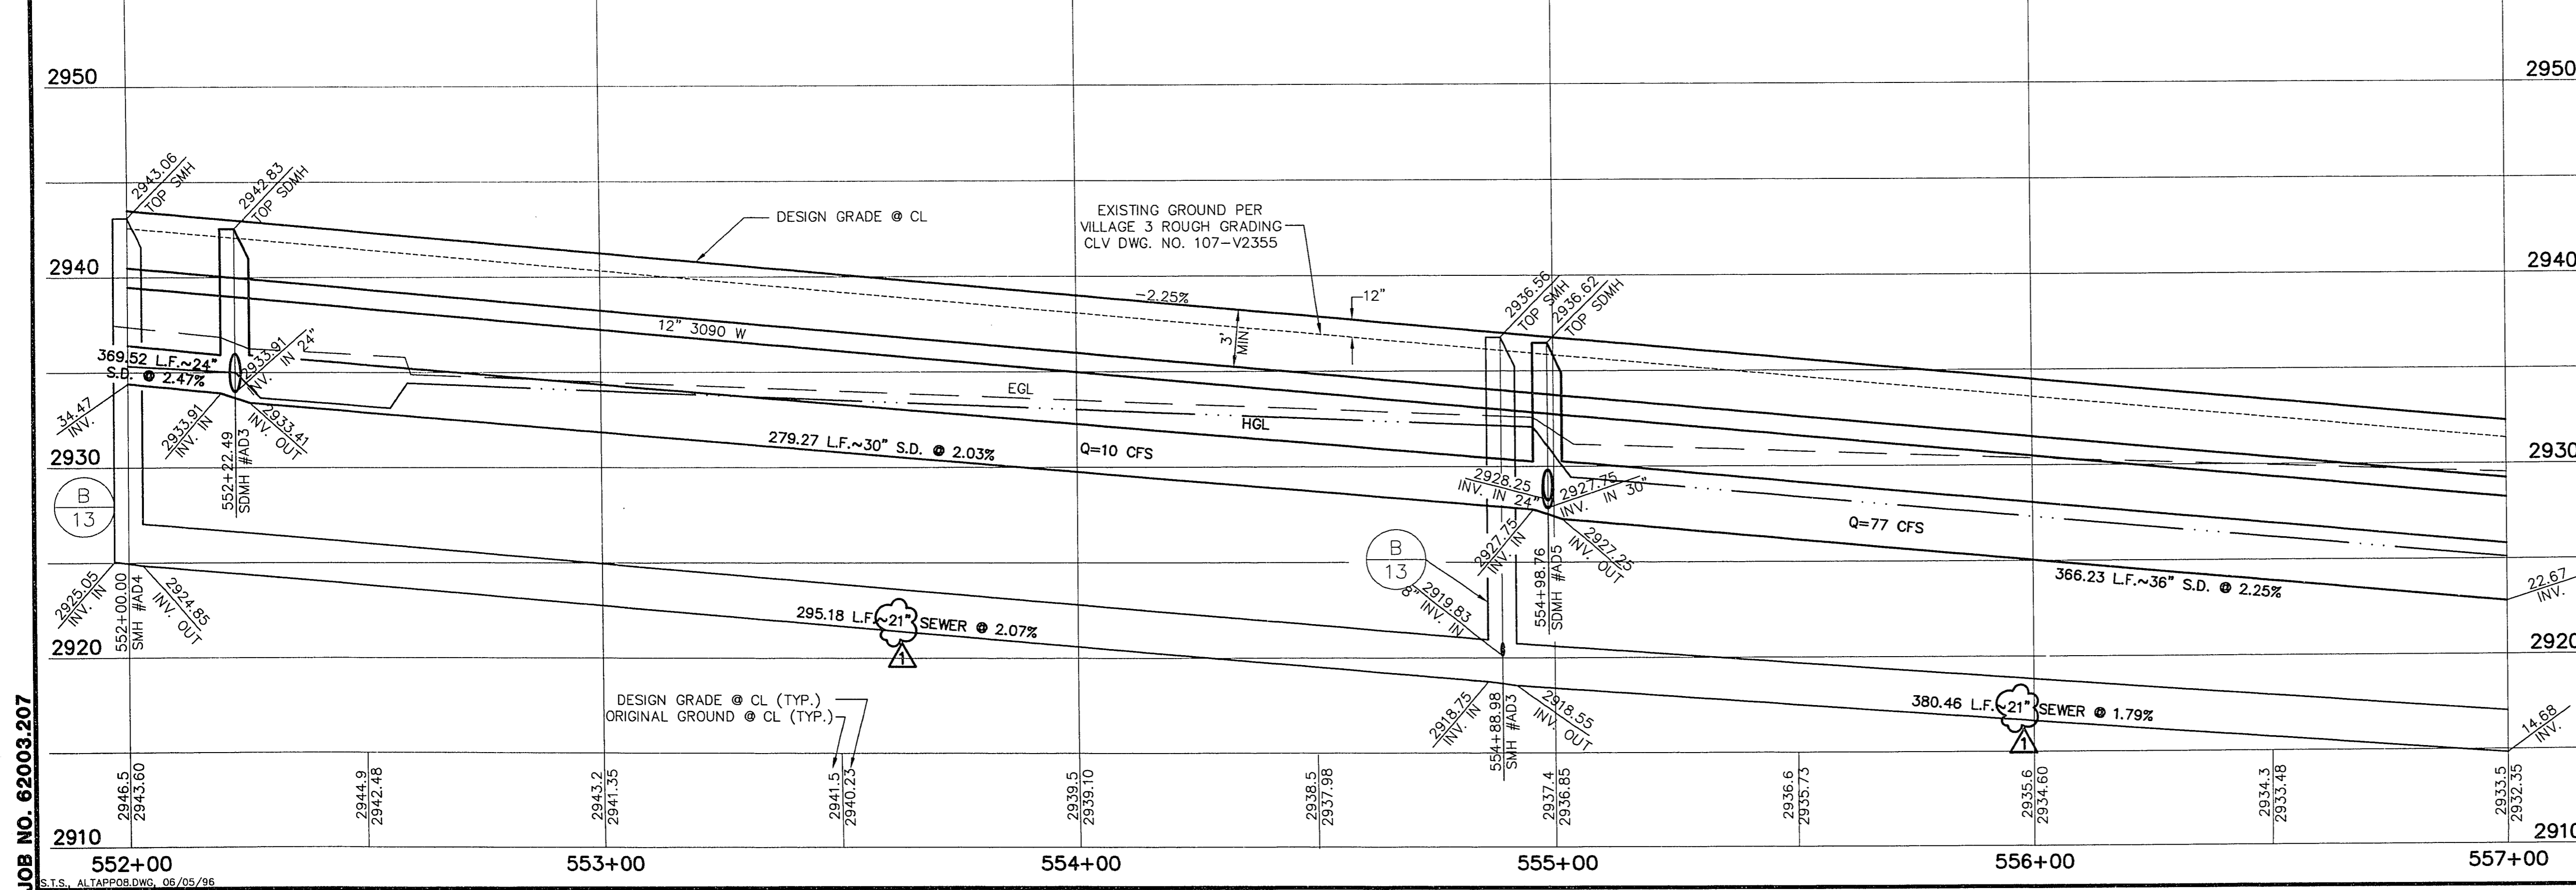 2950
2950
2943.06
TOP SMH
2942.83
TOP SDMH
DESIGN GRADE @ CL
EXISTING GROUND PER
VILLAGE 3 ROUGH GRADING
CLV DWG. NO. 107-V2355
2940
2940
-2.25%
12"
2936.56
TOP SMH
2936.62
TOP SDMH
12" 3090 W
3'
MIN
369.52 L.F.~24"
S.D. @ 2.47%
2933.91
INV. IN 24"
EGL
HGL
34.47
INV.
2933.91
INV. IN
2933.41
INV. OUT
552+22.49
SDMH #AD3
279.27 L.F.~30" S.D. @ 2.03%
Q=10 CFS
2930
2930
2928.25
INV. IN 24"
2927.75
INV. IN 30"
B
13
Q=77 CFS
2927.75
INV. IN
2927.25
INV. OUT
B
13
554+98.76
SDMH #AD5
366.23 L.F.~36" S.D. @ 2.25%
22.67
INV.
2925.05
INV. IN
552+00.00
SMH #AD4
2924.85
INV. OUT
2919.83
8" INV. IN
295.18 L.F.~21" SEWER @ 2.07%
1
2920
2920
DESIGN GRADE @ CL (TYP.)
ORIGINAL GROUND @ CL (TYP.)
2918.75
INV. IN
554+88.98
SMH #AD3
2918.55
INV. OUT
380.46 L.F.~21" SEWER @ 1.79%
1
14.68
INV.
2946.5
2943.60
2944.9
2942.48
2943.2
2941.35
2941.5
2940.23
2939.5
2939.10
2938.5
2937.98
2937.4
2936.85
2936.6
2935.73
2935.6
2934.60
2934.3
2933.48
2933.5
2932.35
2910
2910
552+00
553+00
554+00
555+00
556+00
557+00
JOB NO. 62003.207
S.T.S., ALTAPP08.DWG, 06/05/96